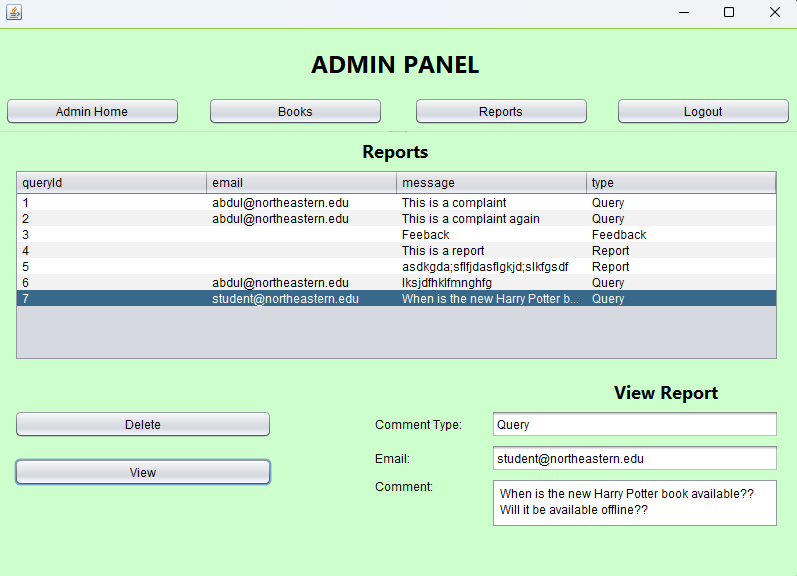 ADMIN PANEL
Admin Home Books Reports Logout
Reports
queryId email message type
1 abdul@northeastern.edu This is a complaint Query
2 abdul@northeastern.edu This is a complaint again Query
3 Feeback Feedback
4 This is a report Report
5 asdkgda;sflfjdasflgkjd;slkfgsdf Report
6 abdul@northeastern.edu lksjdfhklfmnghfg Query
7 student@northeastern.edu When is the new Harry Potter b... Query
View Report
Delete
Comment Type: Query
View
Email: student@northeastern.edu
Comment: When is the new Harry Potter book available??
Will it be available offline??